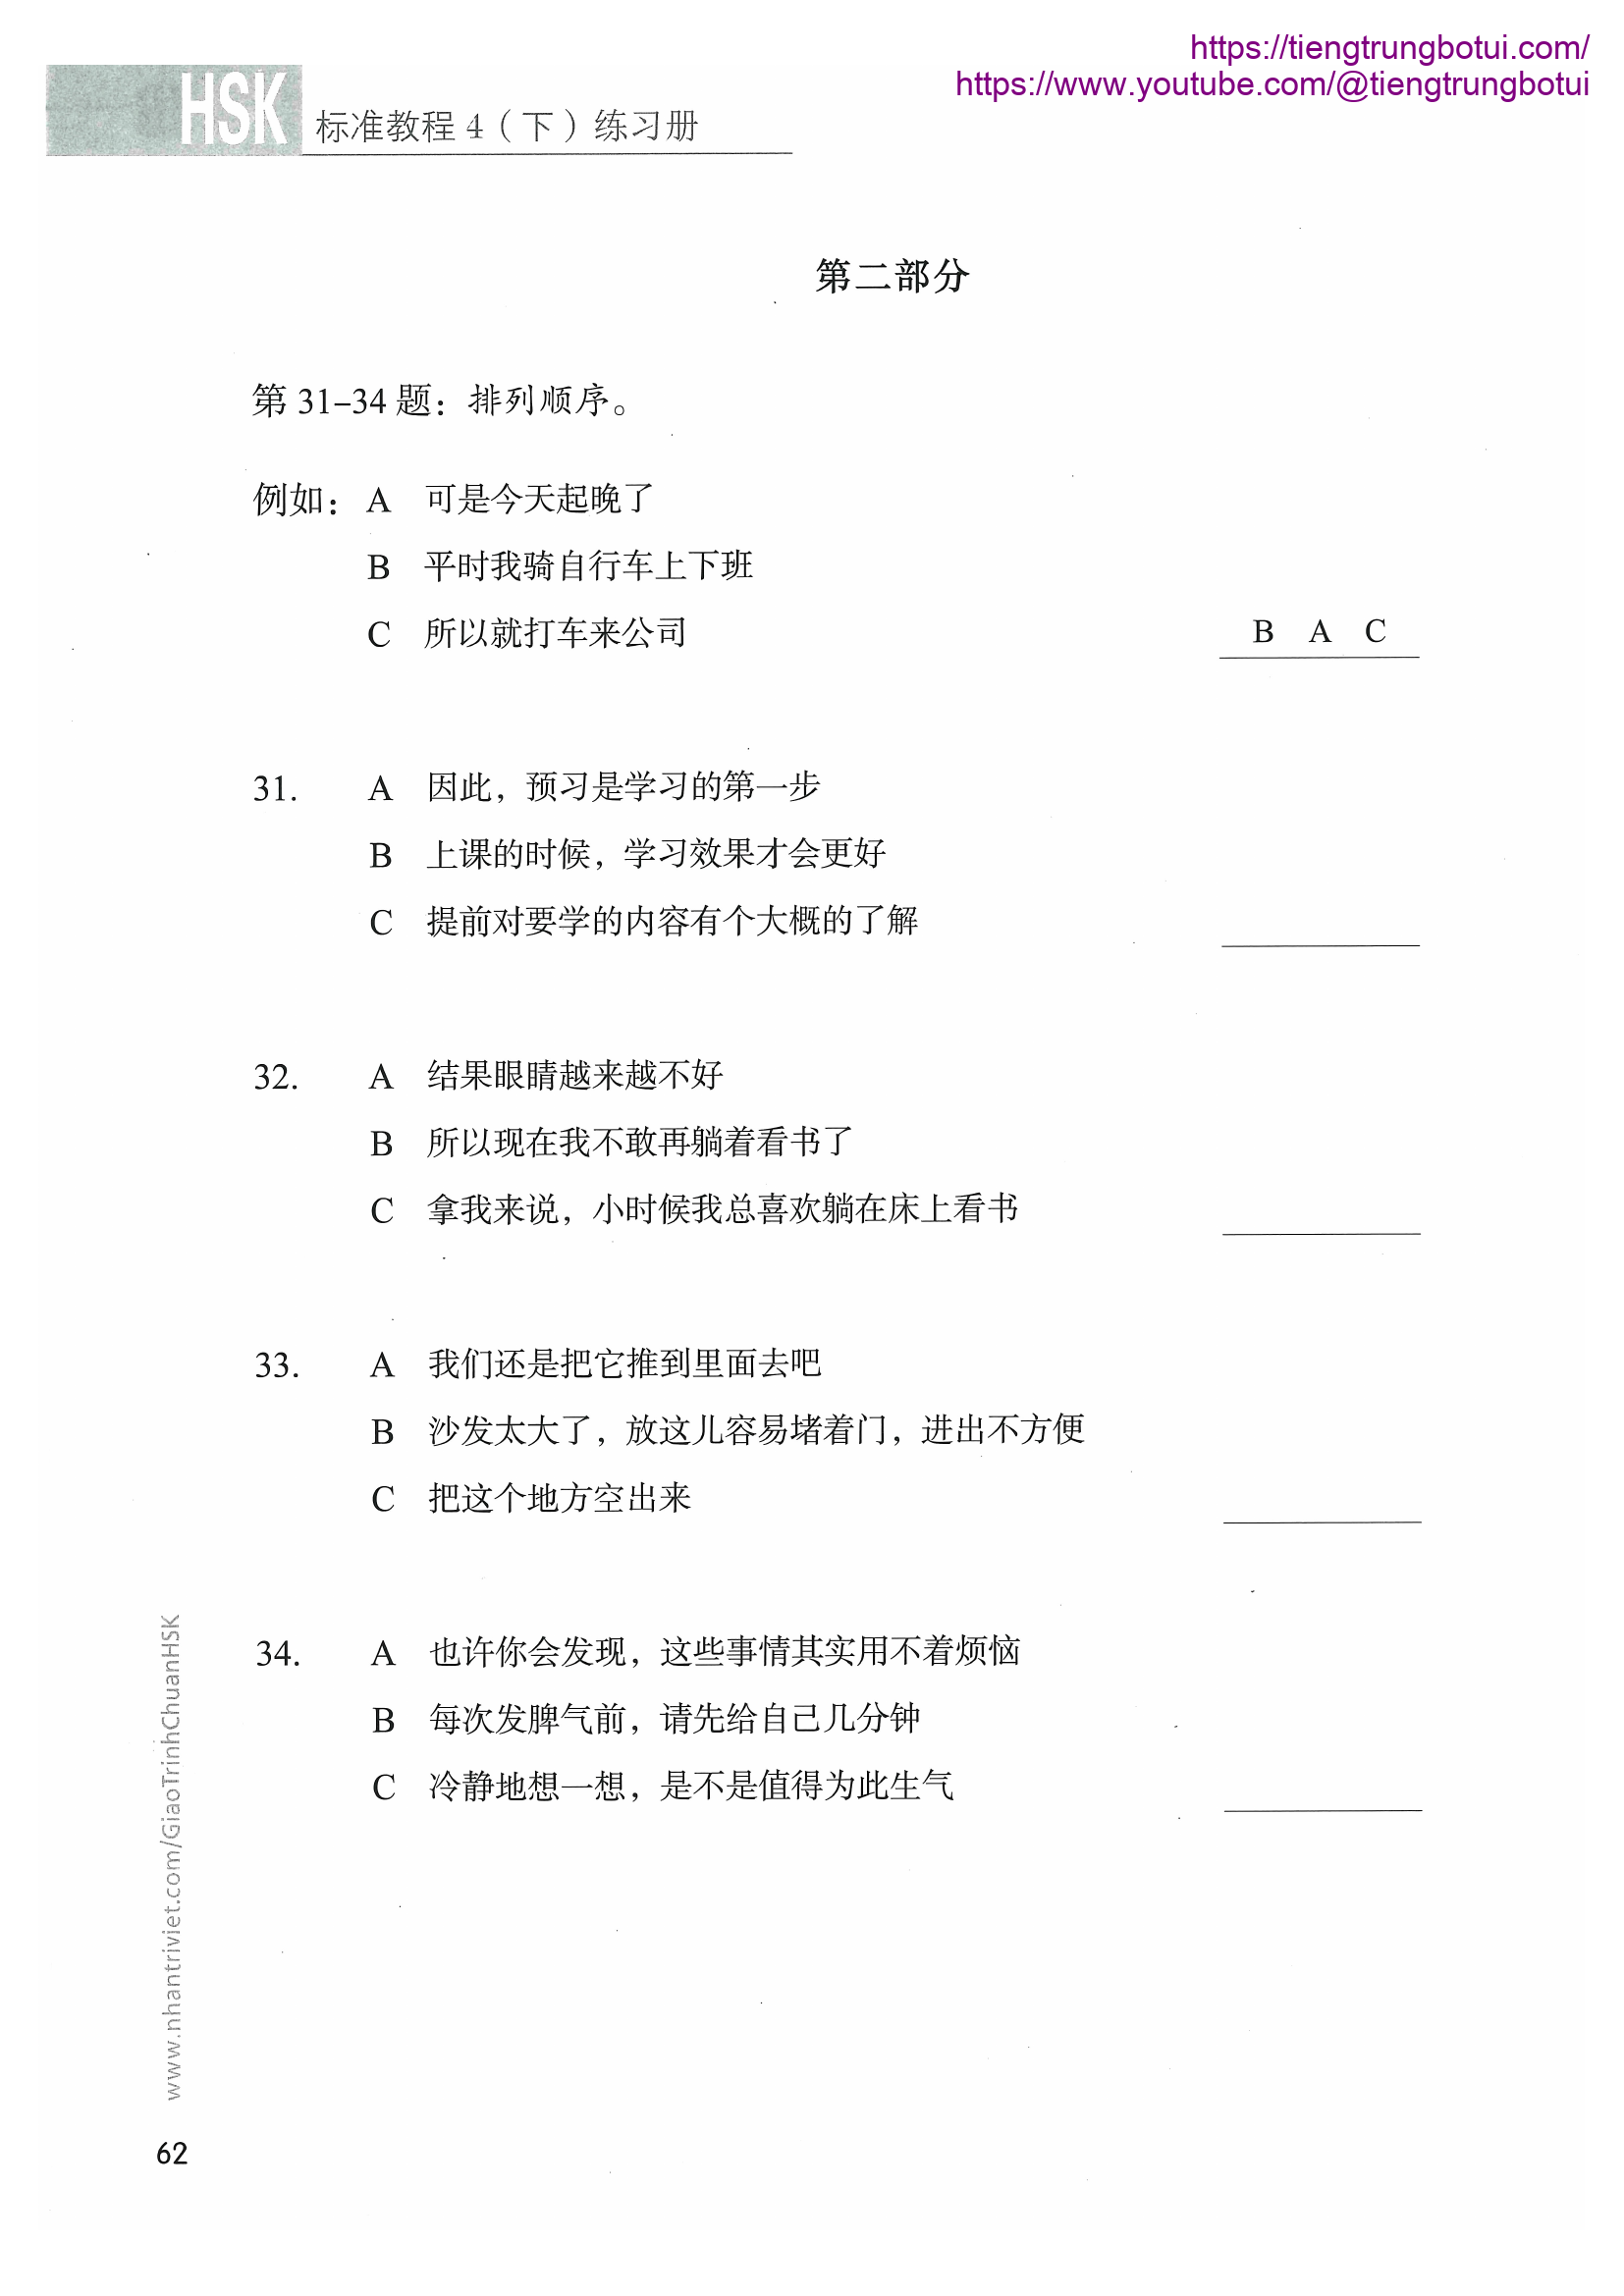 https://tiengtrungbotui.com/
https://www.youtube.com/@tiengtrungbotui
HSK 标准教程 4（下）练习册
第二部分
第 31–34 题：排列顺序。
例如： A 可是今天起晚了
B 平时我骑自行车上下班
C 所以就打车来公司 B A C
31. A 因此，预习是学习的第一步
B 上课的时候，学习效果才会更好
C 提前对要学的内容有个大概的了解
32. A 结果眼睛越来越不好
B 所以现在我不敢再躺着看书了
C 拿我来说，小时候我总喜欢躺在床上看书
33. A 我们还是把它推到里面去吧
B 沙发太大了，放这儿容易堵着门，进出不方便
C 把这个地方空出来
34. A 也许你会发现，这些事情其实用不着烦恼
B 每次发脾气前，请先给自己几分钟
C 冷静地想一想，是不是值得为此生气
www.nhantriviet.com/GiaoTrinhChuanHSK
62